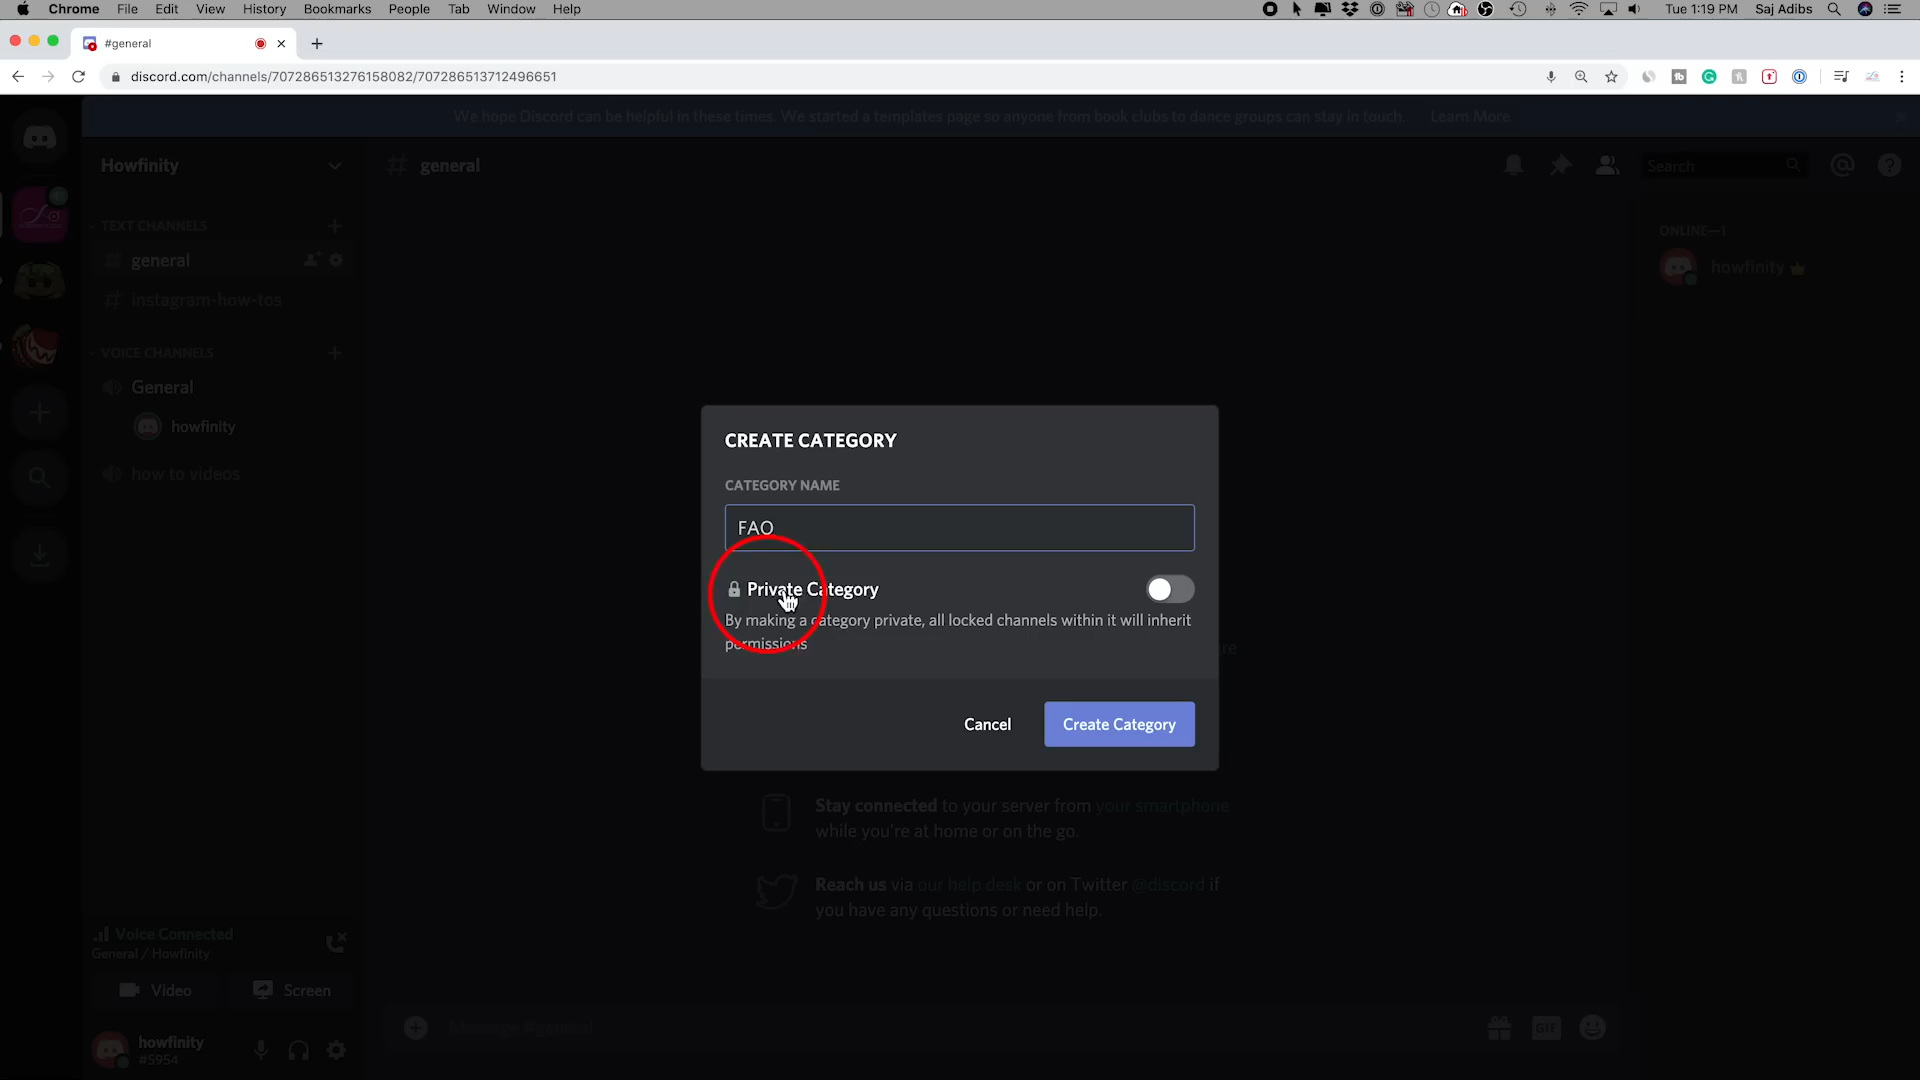 Chrome File Edit View History Bookmarks People Tab Window Help Tue 1:19 PM Saj Adibs
#general
discord.com/channels/707286513276158082/707286513712496651
We hope Discord can be helpful in these times. We started a templates page so anyone from book clubs to dance groups can stay in touch. Learn More
Howfinity
general
Search
TEXT CHANNELS
general
instagram-how-tos
VOICE CHANNELS
General
howfinity
how to videos
ONLINE—1
howfinity
CREATE CATEGORY
CATEGORY NAME
FAQ
Private Category
By making a category private, all locked channels within it will inherit
permissions
re
Cancel Create Category
Stay connected to your server from your smartphone
while you're at home or on the go.
Reach us via our help desk or on Twitter @discord if
you have any questions or need help.
Voice Connected
General / Howfinity
Video Screen
howfinity
#5954
Message #general
GIF